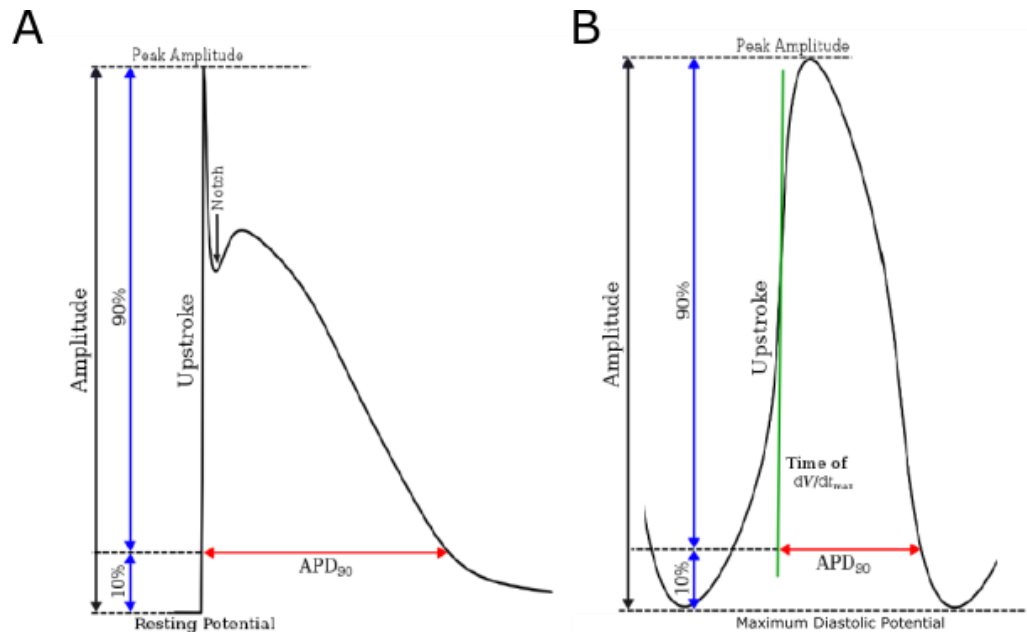 A
Peak Amplitude
Notch
Amplitude
90%
Upstroke
10%
APD90
Resting Potential
B
Peak Amplitude
Amplitude
90%
Upstroke
Time of
dV/dtmax
10%
APD90
Maximum Diastolic Potential